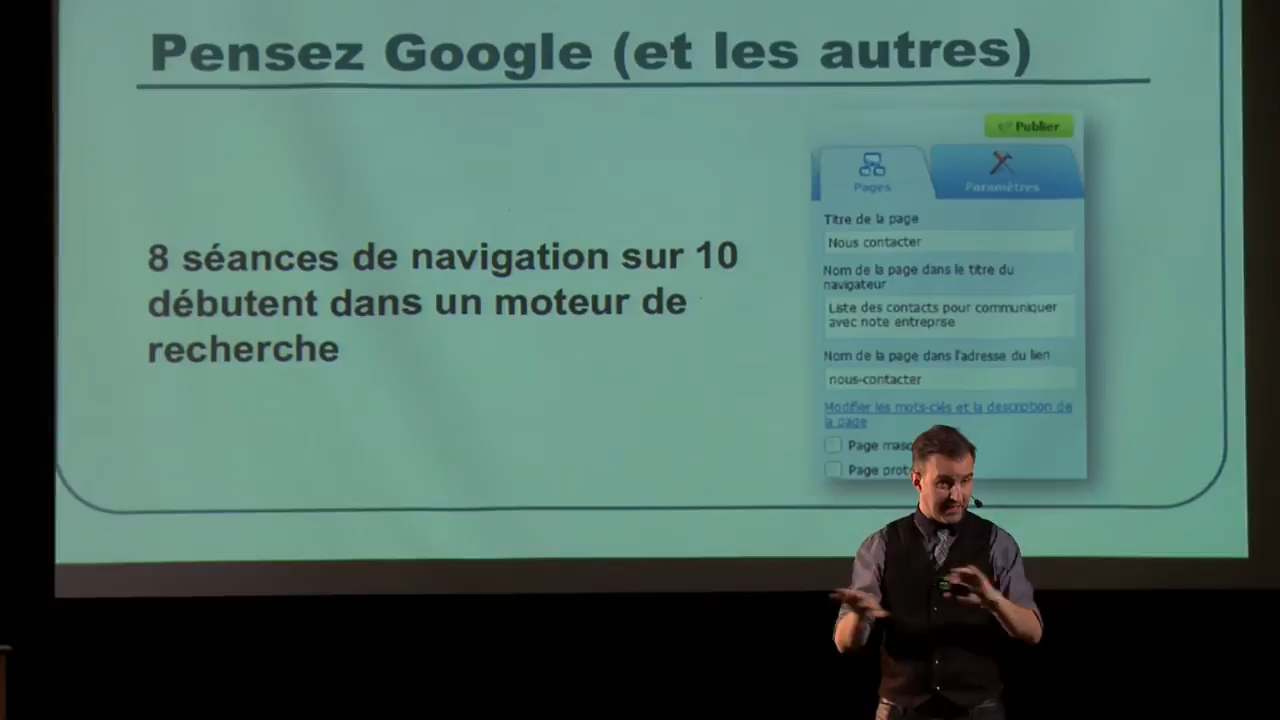 Pensez Google (et les autres)
8 séances de navigation sur 10
débutent dans un moteur de
recherche
Publier
Pages
Paramètres
Titre de la page
Nous contacter
Nom de la page dans le titre du
navigateur
Liste des contacts pour communiquer
avec note entreprise
Nom de la page dans l'adresse du lien
nous-contacter
Modifier les mots-clés et la description de
la page
Page
Page